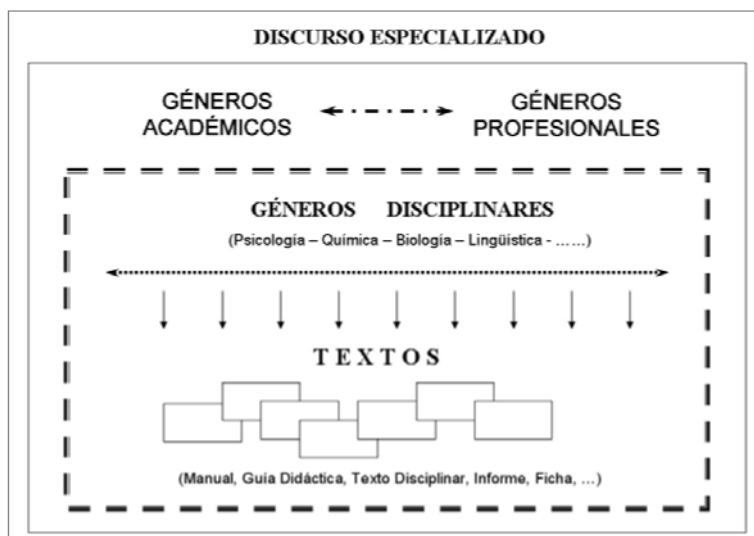 DISCURSO ESPECIALIZADO
GÉNEROS
ACADÉMICOS
GÉNEROS
PROFESIONALES
GÉNEROS DISCIPLINARES
(Psicología – Química – Biología – Lingüística - ……)
T E X T O S
(Manual, Guía Didáctica, Texto Disciplinar, Informe, Ficha, …)